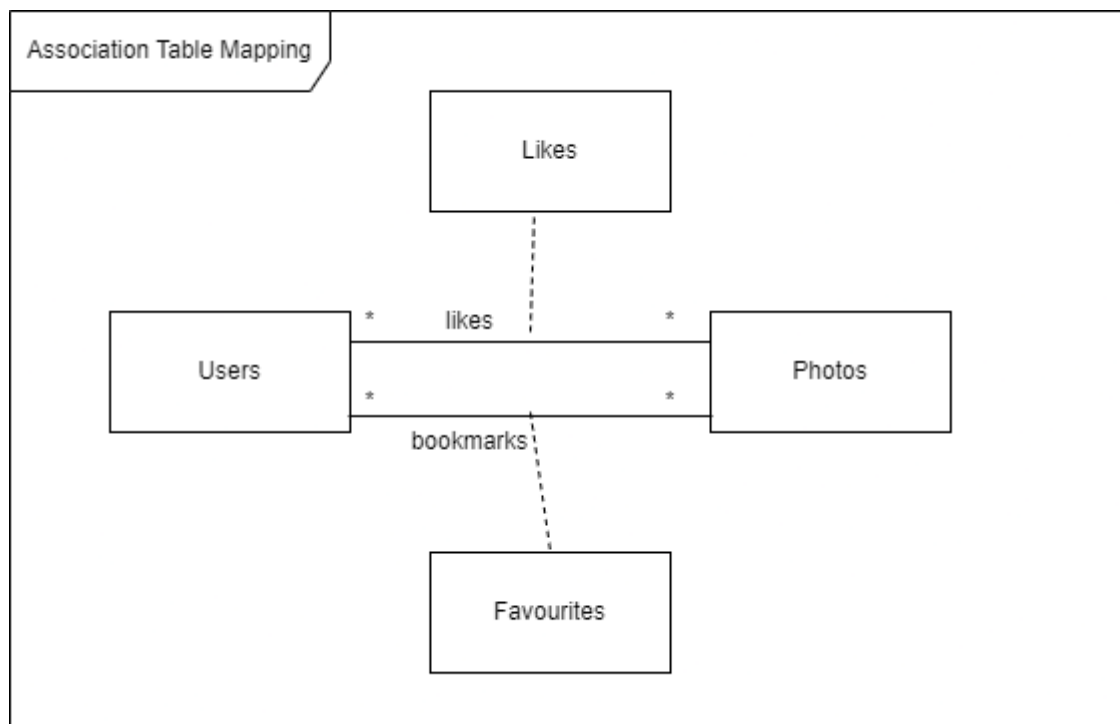 Association Table Mapping
Likes
* likes *
Users
Photos
* *
bookmarks
Favourites